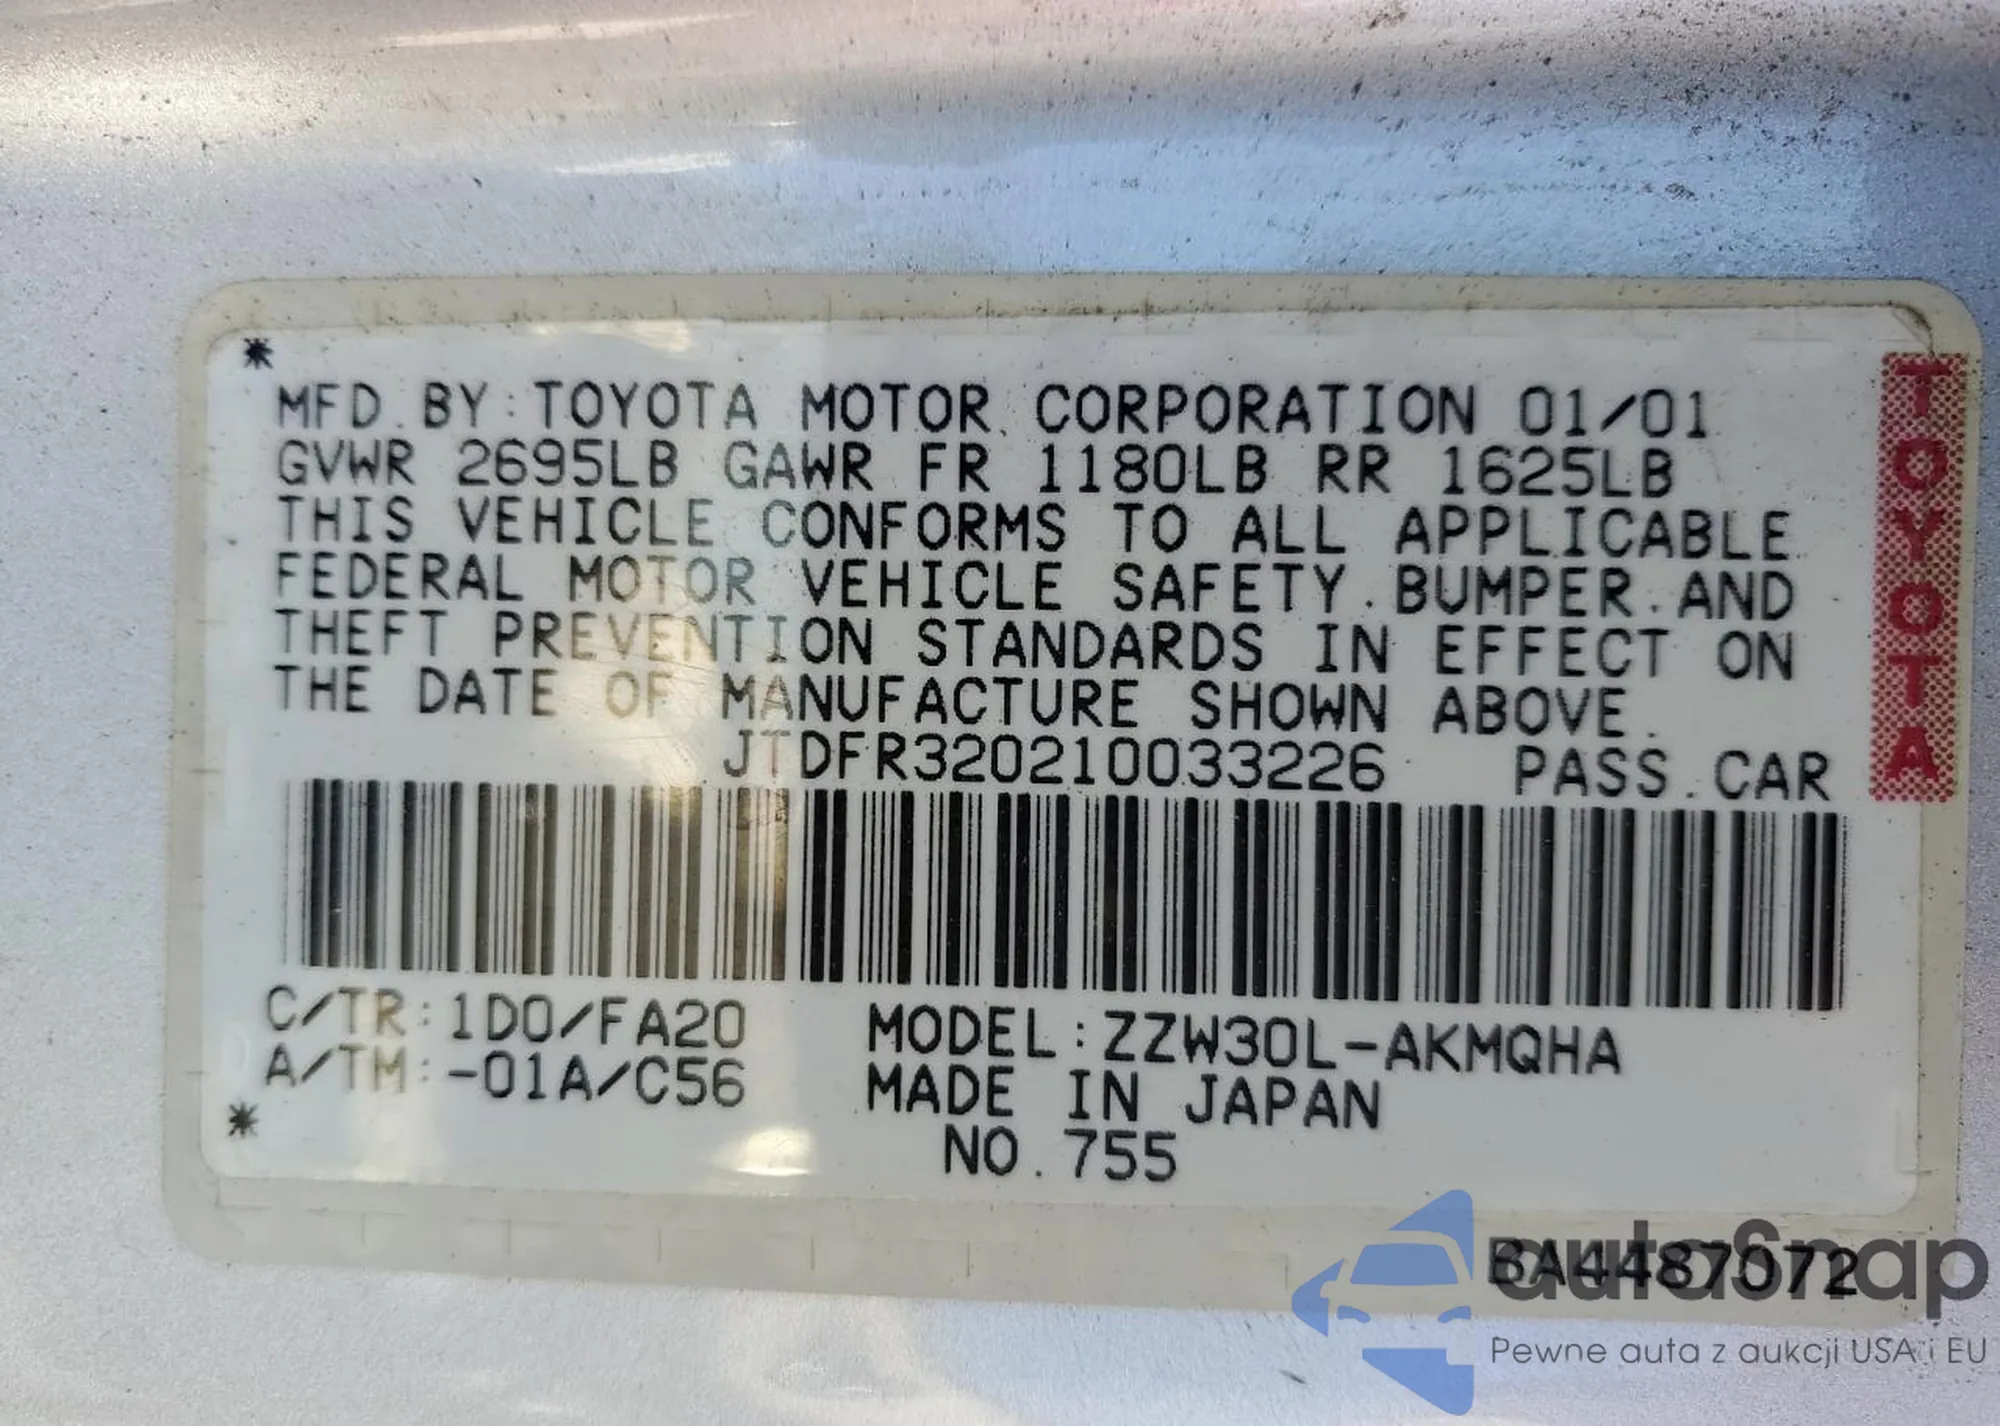 *
MFD. BY: TOYOTA MOTOR CORPORATION 01/01
GVWR 2695LB GAWR FR 1180LB RR 1625LB
THIS VEHICLE CONFORMS TO ALL APPLICABLE
FEDERAL MOTOR VEHICLE SAFETY. BUMPER. AND
THEFT PREVENTION STANDARDS IN EFFECT ON
THE DATE OF MANUFACTURE SHOWN ABOVE.
JTDFR320210033226 PASS. CAR
C/TR: 1D0/FA20 MODEL: ZZW30L-AKMQHA
A/TM: -01A/C56 MADE IN JAPAN
*
NO. 755
TOYOTA
autoSnap
BA4487072
Pewne auta z aukcji USA i EU